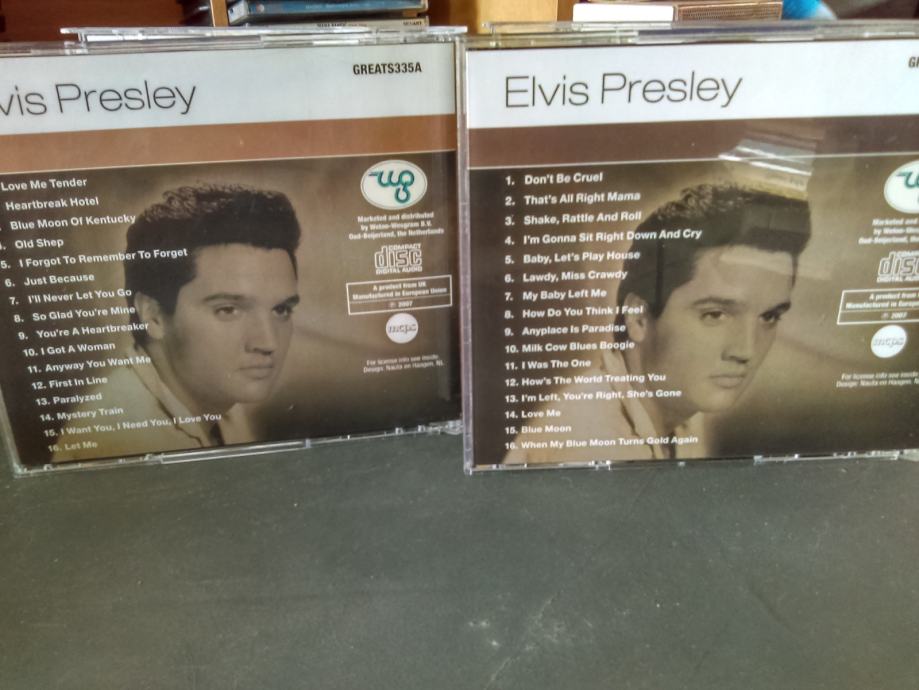 vis Presley
GREATS335A
Love Me Tender
Heartbreak Hotel
Blue Moon Of Kentucky
4. Old Shep
5. I Forgot To Remember To Forget
6. Just Because
7. I'll Never Let You Go
8. So Glad You're Mine
9. You're A Heartbreaker
10. I Got A Woman
11. Anyway You Want Me
12. First In Line
13. Paralyzed
14. Mystery Train
15. I Want You, I Need You, I Love You
16. Let Me
wg
Marketed and distributed
by Weton-Wesgram B.V.
Oud-Beijerland, the Netherlands
COMPACT
disc
DIGITAL AUDIO
A product from UK
Manufactured in European Union
℗ 2007
mcps
For license info see inside.
Design: Nauta en Haagen, NL
Elvis Presley
1. Don't Be Cruel
2. That's All Right Mama
3. Shake, Rattle And Roll
4. I'm Gonna Sit Right Down And Cry
5. Baby, Let's Play House
6. Lawdy, Miss Crawdy
7. My Baby Left Me
8. How Do You Think I Feel
9. Anyplace Is Paradise
10. Milk Cow Blues Boogie
11. I Was The One
12. How's The World Treating You
13. I'm Left, You're Right, She's Gone
14. Love Me
15. Blue Moon
16. When My Blue Moon Turns Gold Again
Marketed and
by Weton-We
Oud-Beijerland,
COMPACT
DIGITAL AUDIO
A product from
Manufactured in European
℗ 2007
mcps
For license info see inside
Design: Nauta en Haagen,